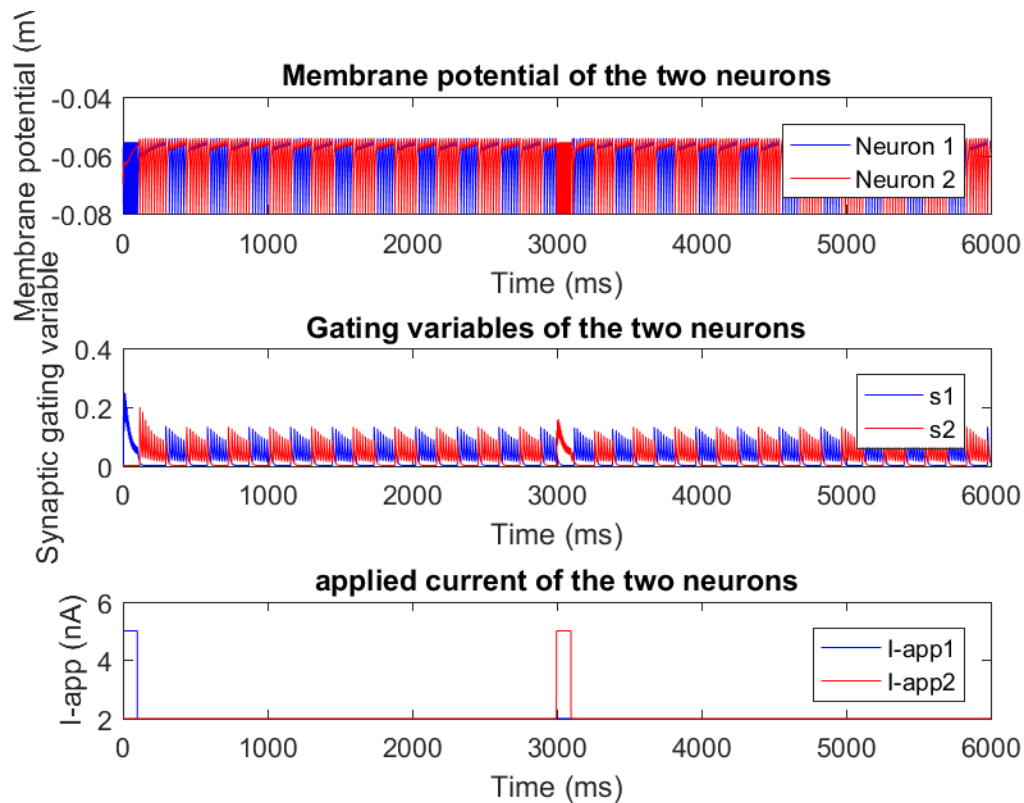 Membrane potential of the two neurons
Membrane potential (m\
-0.04
-0.06
-0.08
Neuron 1
Neuron 2
0 1000 2000 3000 4000 5000 6000
Time (ms)
Gating variables of the two neurons
Synaptic gating variable
0.4
0.2
0
s1
s2
0 1000 2000 3000 4000 5000 6000
Time (ms)
applied current of the two neurons
I-app (nA)
6
4
2
I-app1
I-app2
0 1000 2000 3000 4000 5000 6000
Time (ms)